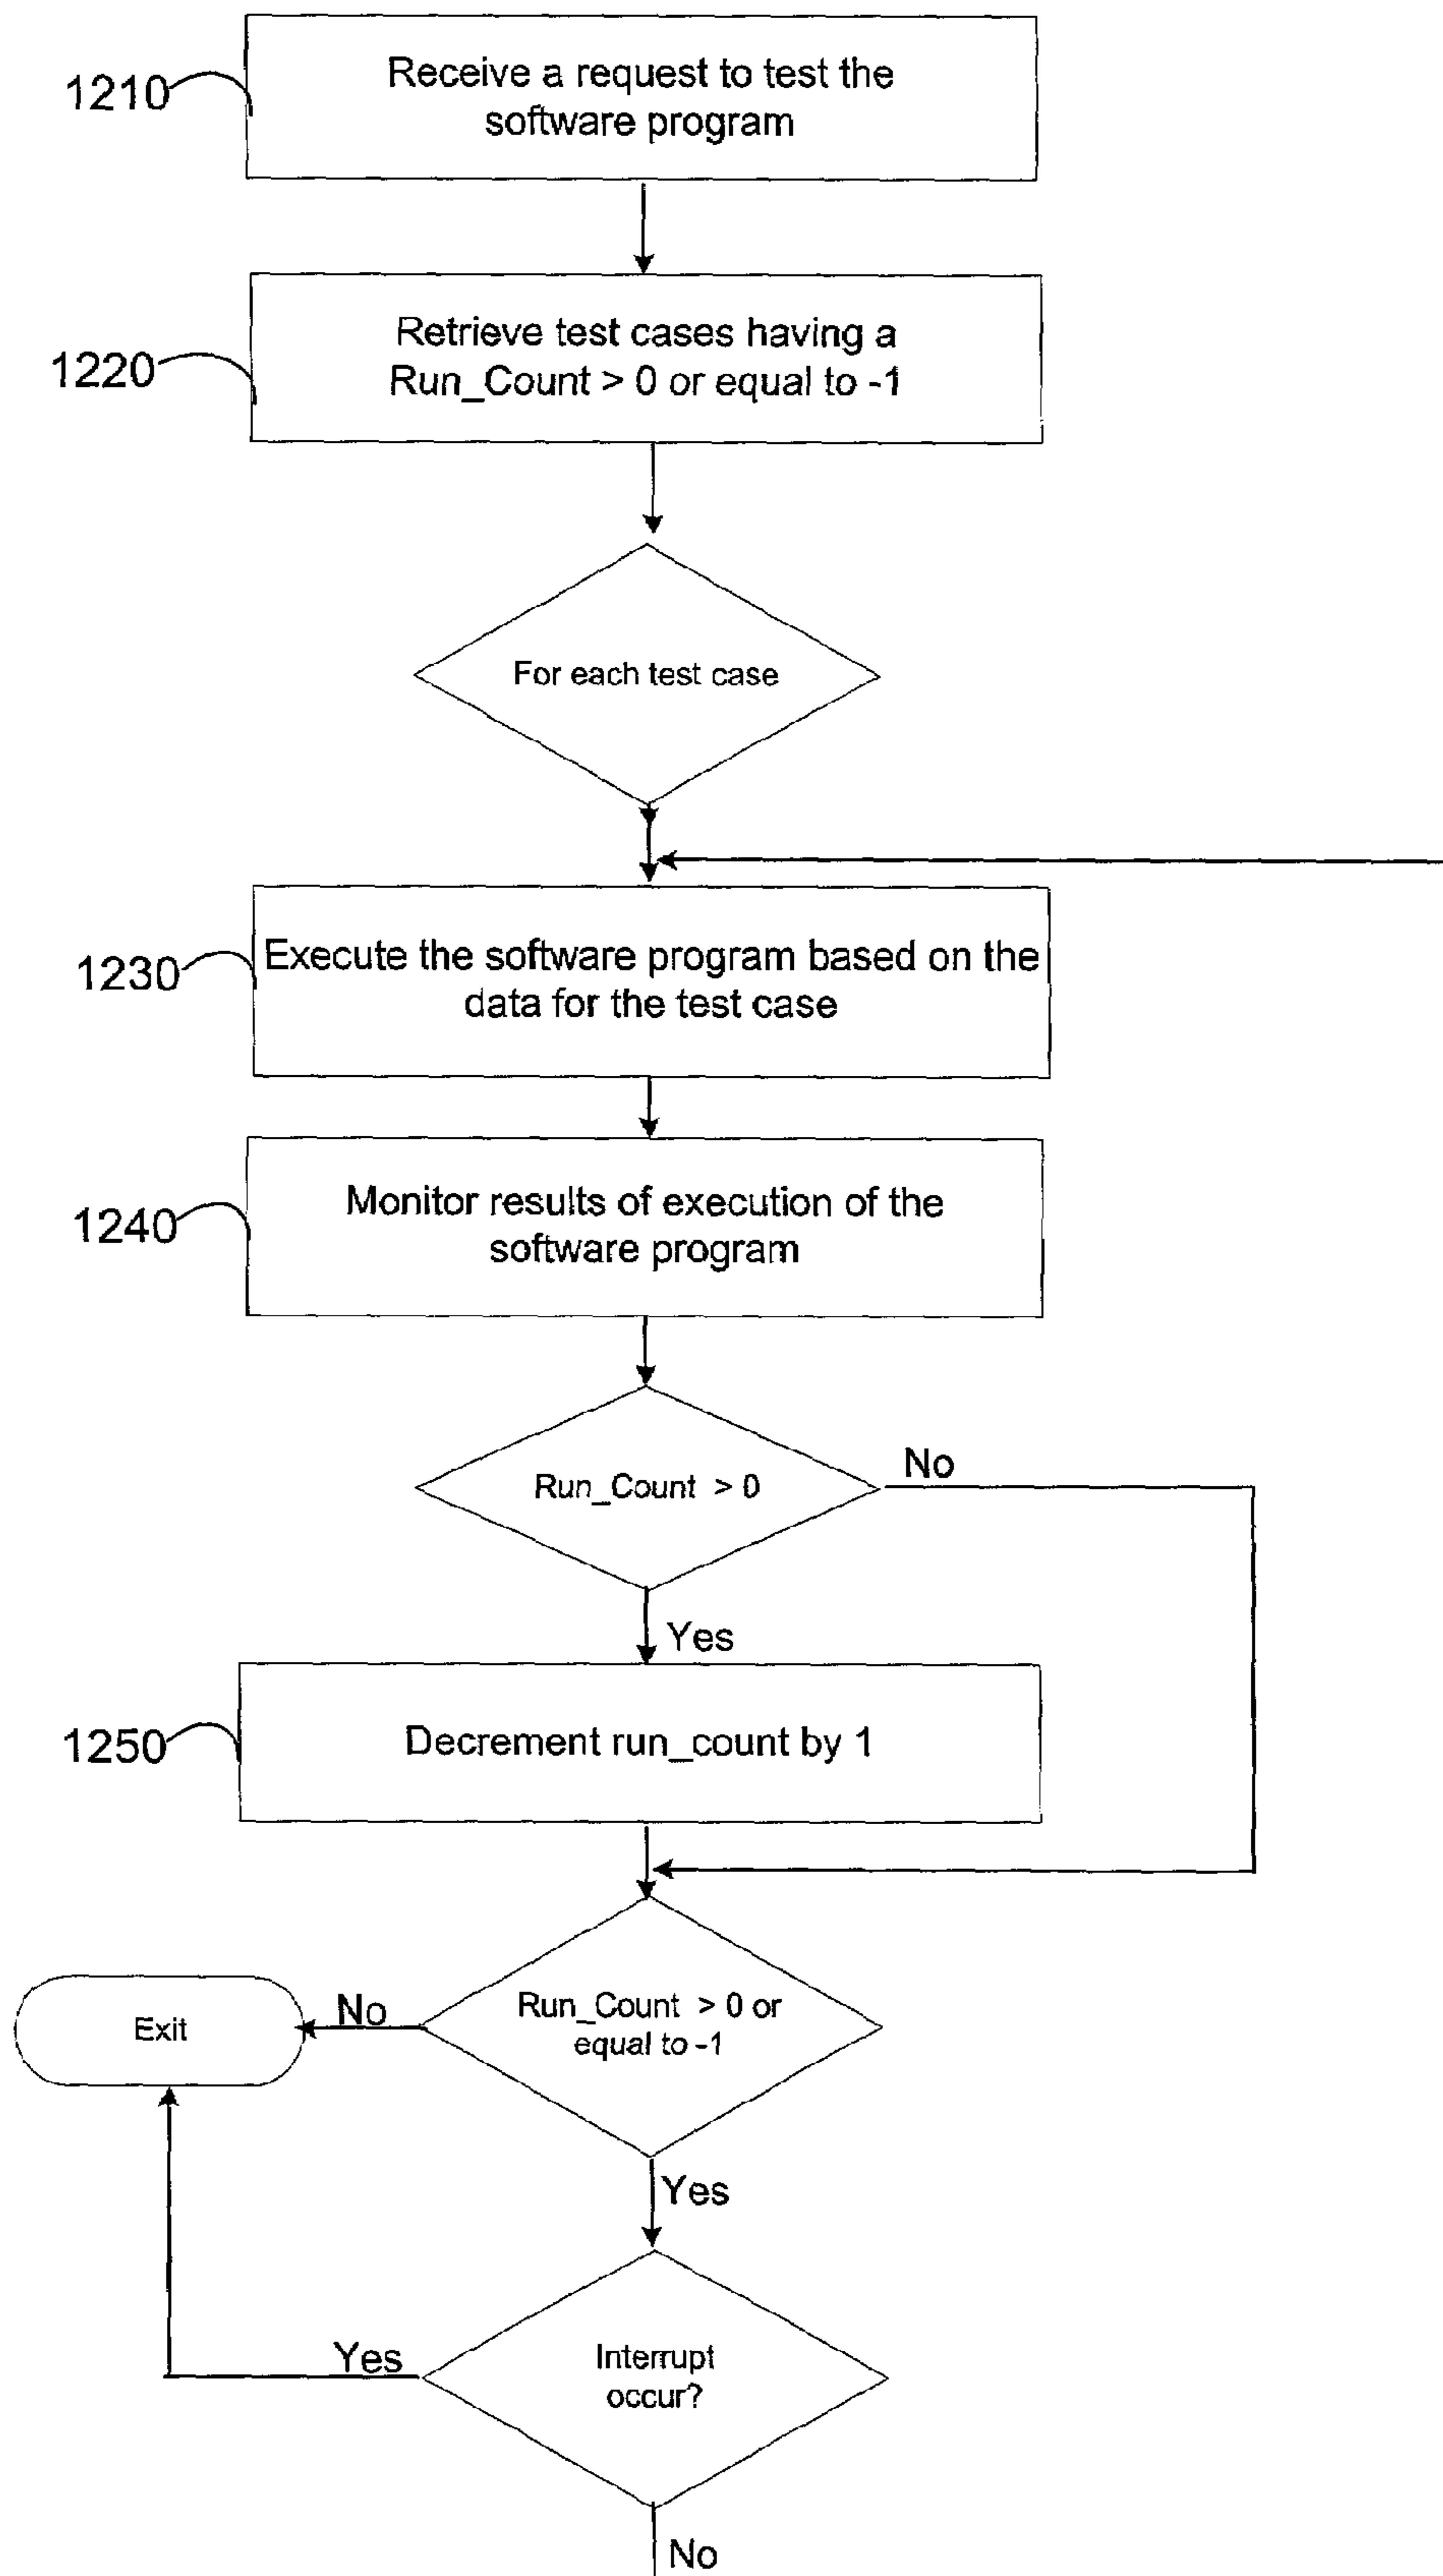 1210
Receive a request to test the
software program
1220
Retrieve test cases having a
Run_Count > 0 or equal to -1
For each test case
1230
Execute the software program based on the
data for the test case
1240
Monitor results of execution of the
software program
Run_Count > 0
No
Yes
1250
Decrement run_count by 1
Run_Count > 0 or
equal to -1
No
Exit
Yes
Interrupt
occur?
Yes
No